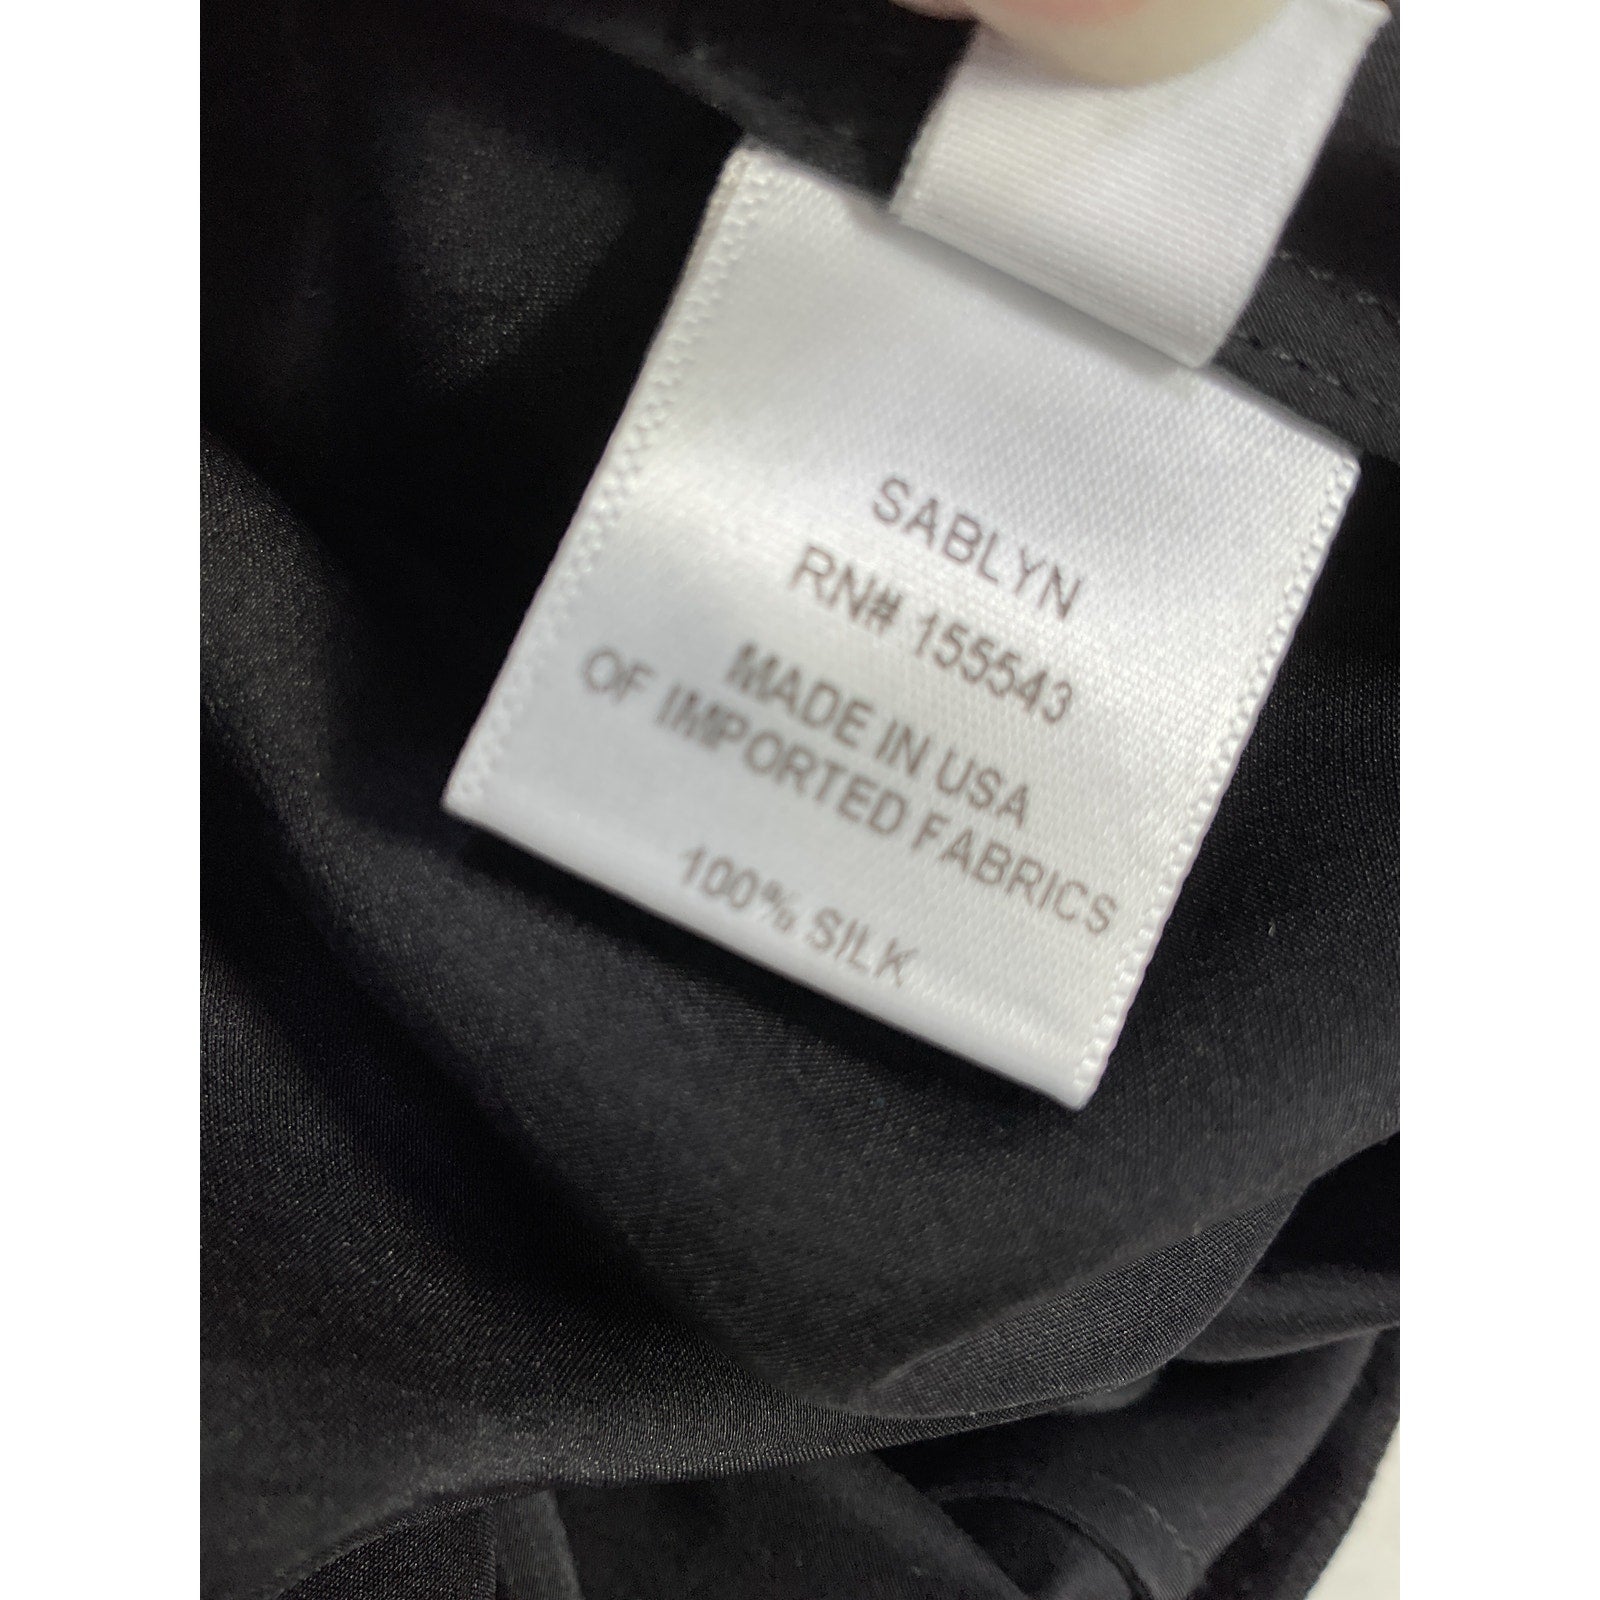 SABLYN
RN# 155543
MADE IN USA
OF IMPORTED FABRICS
100% SILK